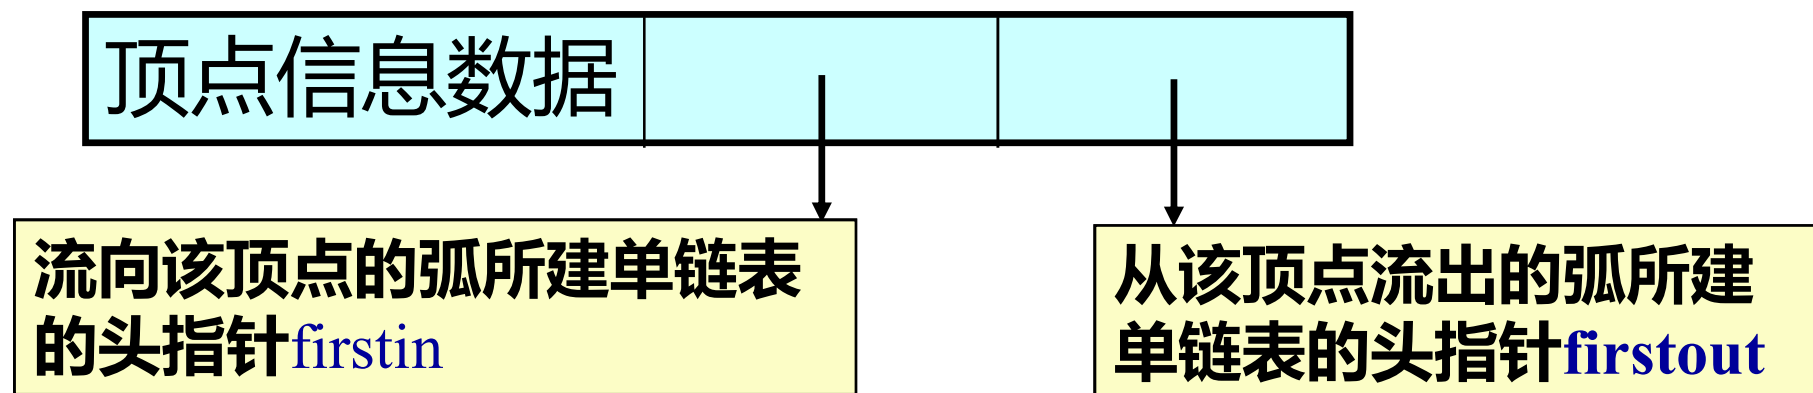 顶点信息数据
流向该顶点的弧所建单链表
的头指针firstin
从该顶点流出的弧所建
单链表的头指针firstout